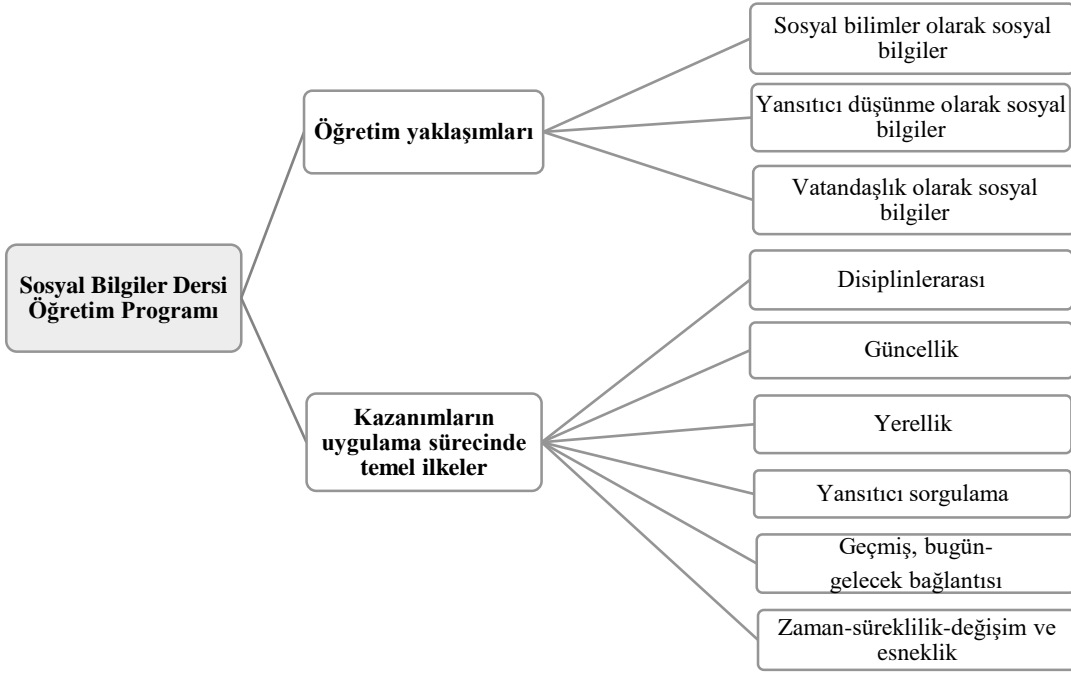 Sosyal Bilgiler Dersi
Öğretim Programı
Öğretim yaklaşımları
Sosyal bilimler olarak sosyal
bilgiler
Yansıtıcı düşünme olarak sosyal
bilgiler
Vatandaşlık olarak sosyal
bilgiler
Kazanımların
uygulama sürecinde
temel ilkeler
Disiplinlerarası
Güncellik
Yerellik
Yansıtıcı sorgulama
Geçmiş, bugün-
gelecek bağlantısı
Zaman-süreklilik-değişim ve
esneklik